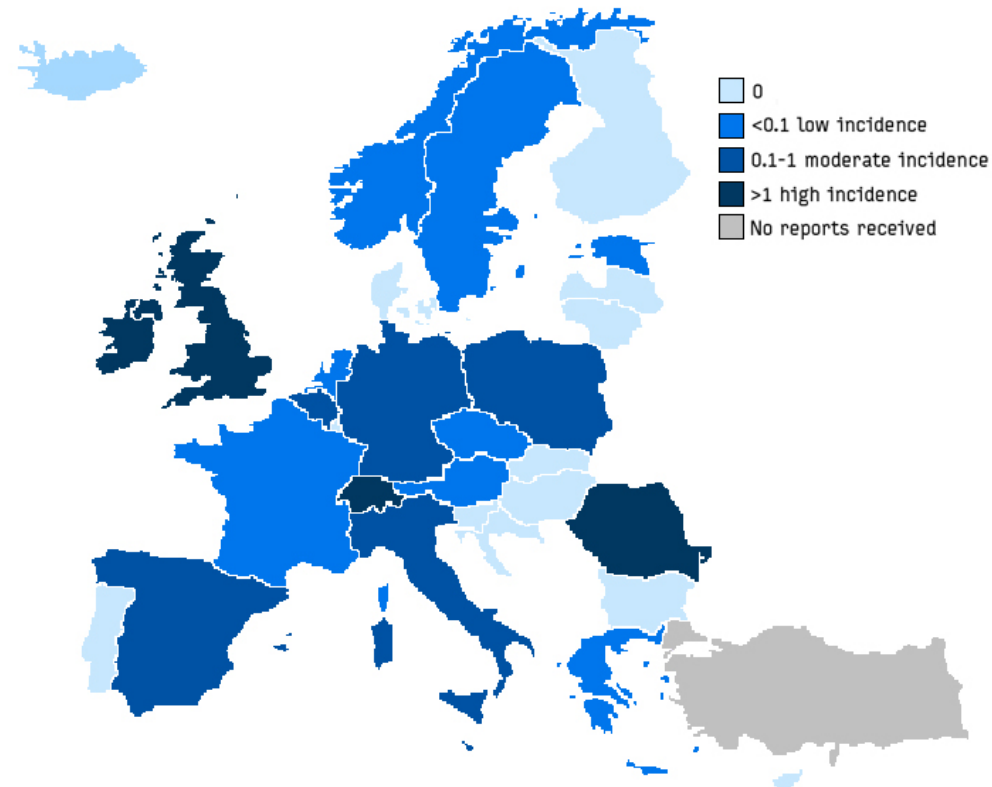 0
<0.1 low incidence
0.1-1 moderate incidence
>1 high incidence
No reports received